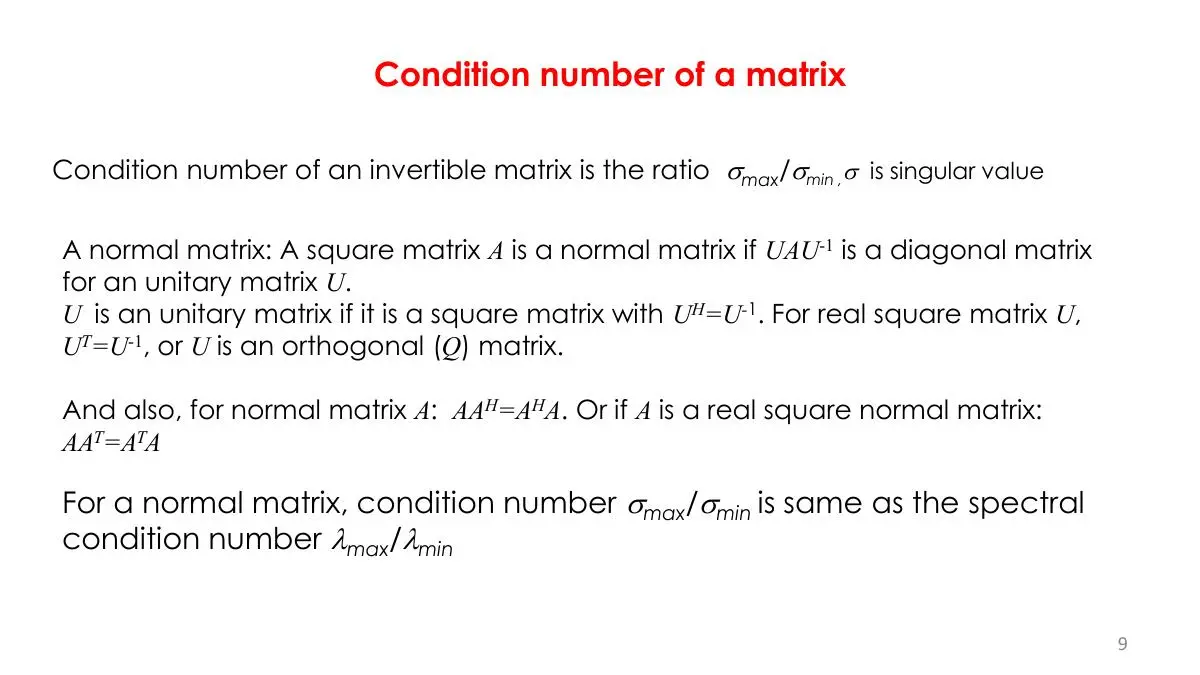 Condition number of a matrix
Condition number of an invertible matrix is the ratio σmax/σmin , σ is singular value
A normal matrix: A square matrix A is a normal matrix if UAU-1 is a diagonal matrix
for an unitary matrix U.
U is an unitary matrix if it is a square matrix with UH=U-1. For real square matrix U,
UT=U-1, or U is an orthogonal (Q) matrix.
And also, for normal matrix A: AAH=AHA. Or if A is a real square normal matrix:
AAT=ATA
For a normal matrix, condition number σmax/σmin is same as the spectral
condition number λmax/λmin
9